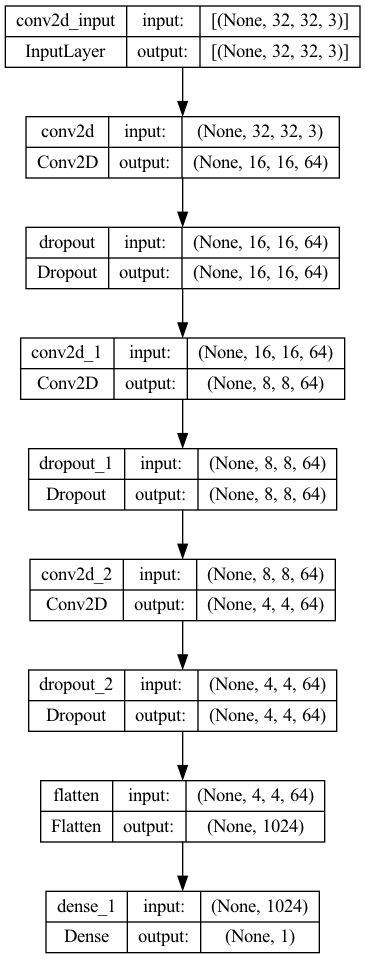 conv2d_input input: [(None, 32, 32, 3)]
InputLayer output: [(None, 32, 32, 3)]
conv2d input: (None, 32, 32, 3)
Conv2D output: (None, 16, 16, 64)
dropout input: (None, 16, 16, 64)
Dropout output: (None, 16, 16, 64)
conv2d_1 input: (None, 16, 16, 64)
Conv2D output: (None, 8, 8, 64)
dropout_1 input: (None, 8, 8, 64)
Dropout output: (None, 8, 8, 64)
conv2d_2 input: (None, 8, 8, 64)
Conv2D output: (None, 4, 4, 64)
dropout_2 input: (None, 4, 4, 64)
Dropout output: (None, 4, 4, 64)
flatten input: (None, 4, 4, 64)
Flatten output: (None, 1024)
dense_1 input: (None, 1024)
Dense output: (None, 1)